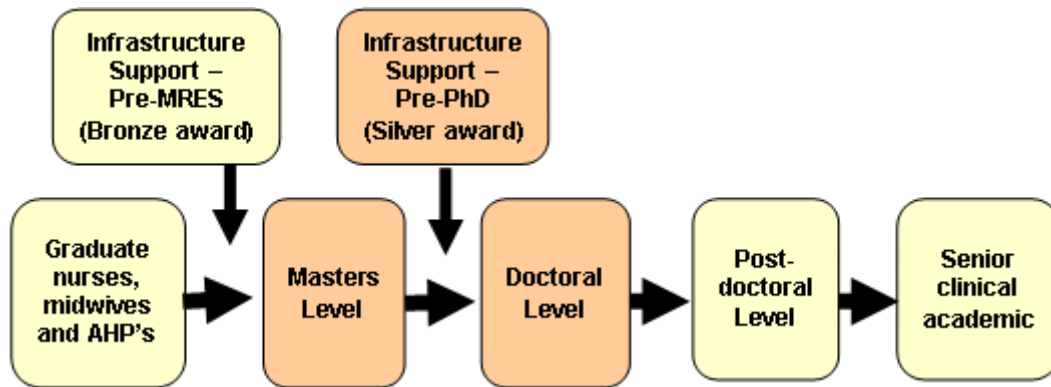 Infrastructure
Support –
Pre-MRES
(Bronze award)
Infrastructure
Support –
Pre-PhD
(Silver award)
Graduate
nurses,
midwives
and AHP's
Masters
Level
Doctoral
Level
Post-
doctoral
Level
Senior
clinical
academic